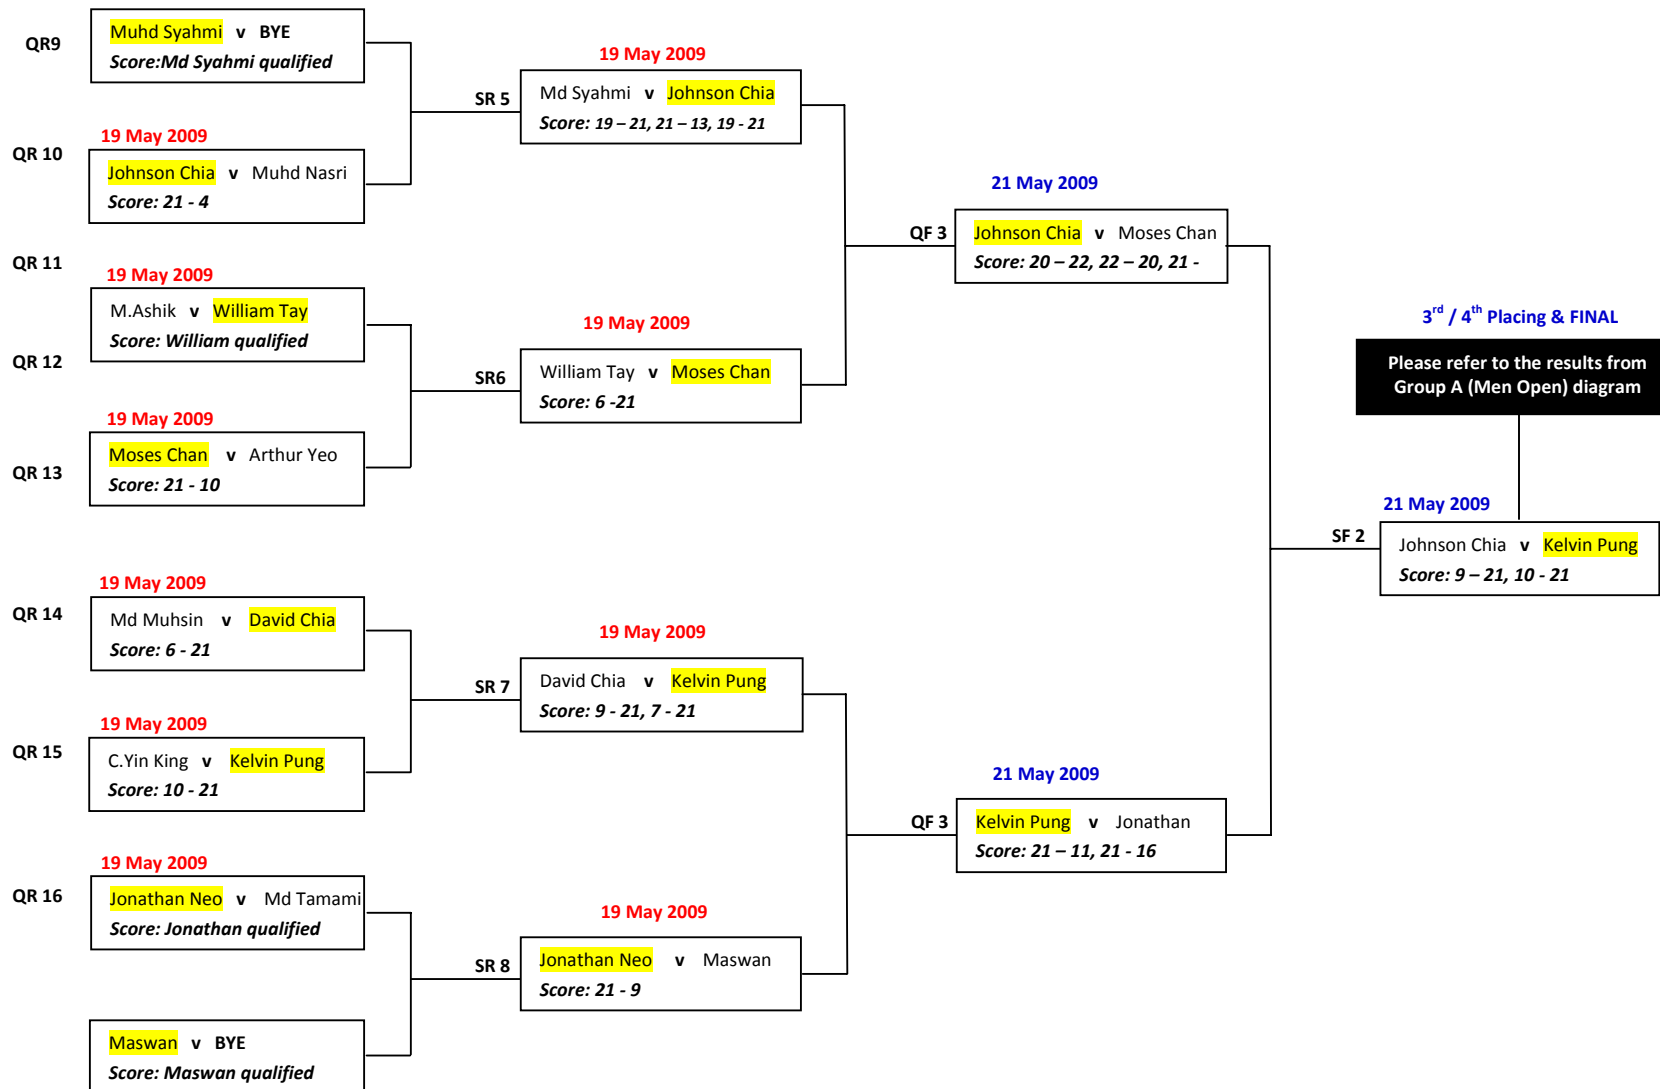 QR9
Muhd Syahmi v BYE
Score:Md Syahmi qualified
19 May 2009
QR 10
Johnson Chia v Muhd Nasri
Score: 21 - 4
QR 11
19 May 2009
M.Ashik v William Tay
Score: William qualified
QR 12
19 May 2009
Moses Chan v Arthur Yeo
Score: 21 - 10
QR 13
19 May 2009
QR 14
Md Muhsin v David Chia
Score: 6 - 21
19 May 2009
QR 15
C.Yin King v Kelvin Pung
Score: 10 - 21
19 May 2009
QR 16
Jonathan Neo v Md Tamami
Score: Jonathan qualified
Maswan v BYE
Score: Maswan qualified
19 May 2009
SR 5
Md Syahmi v Johnson Chia
Score: 19 – 21, 21 – 13, 19 - 21
19 May 2009
SR6
William Tay v Moses Chan
Score: 6 -21
19 May 2009
SR 7
David Chia v Kelvin Pung
Score: 9 - 21, 7 - 21
19 May 2009
SR 8
Jonathan Neo v Maswan
Score: 21 - 9
21 May 2009
QF 3
Johnson Chia v Moses Chan
Score: 20 – 22, 22 – 20, 21 -
21 May 2009
QF 3
Kelvin Pung v Jonathan
Score: 21 – 11, 21 - 16
3rd / 4th Placing & FINAL
Please refer to the results from
Group A (Men Open) diagram
21 May 2009
SF 2
Johnson Chia v Kelvin Pung
Score: 9 – 21, 10 - 21